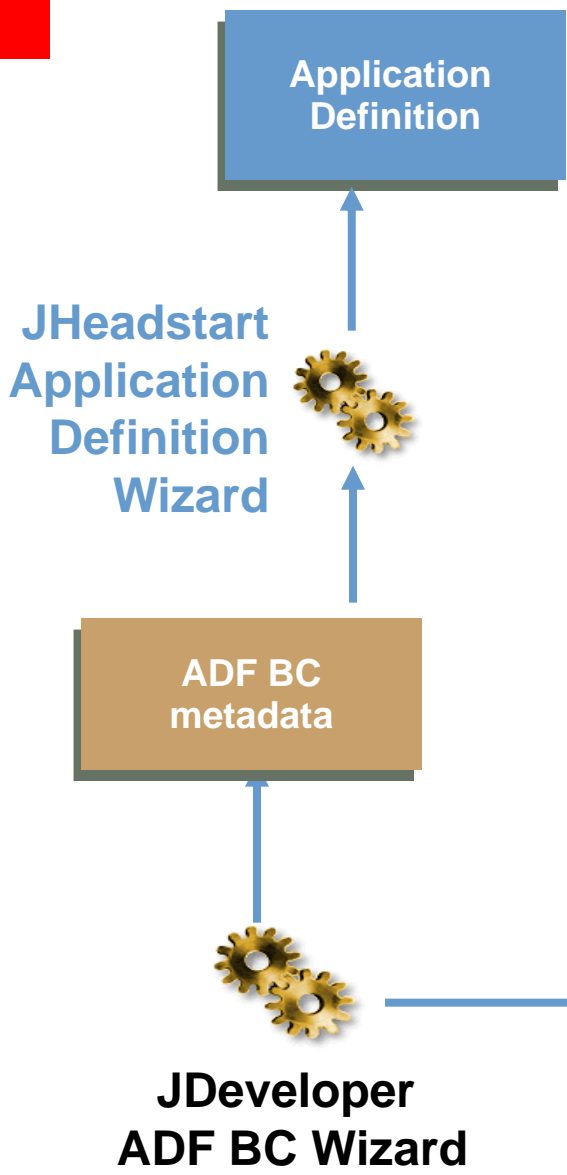 Application
Definition
JHeadstart
Application
Definition
Wizard
ADF BC
metadata
JDeveloper
ADF BC Wizard